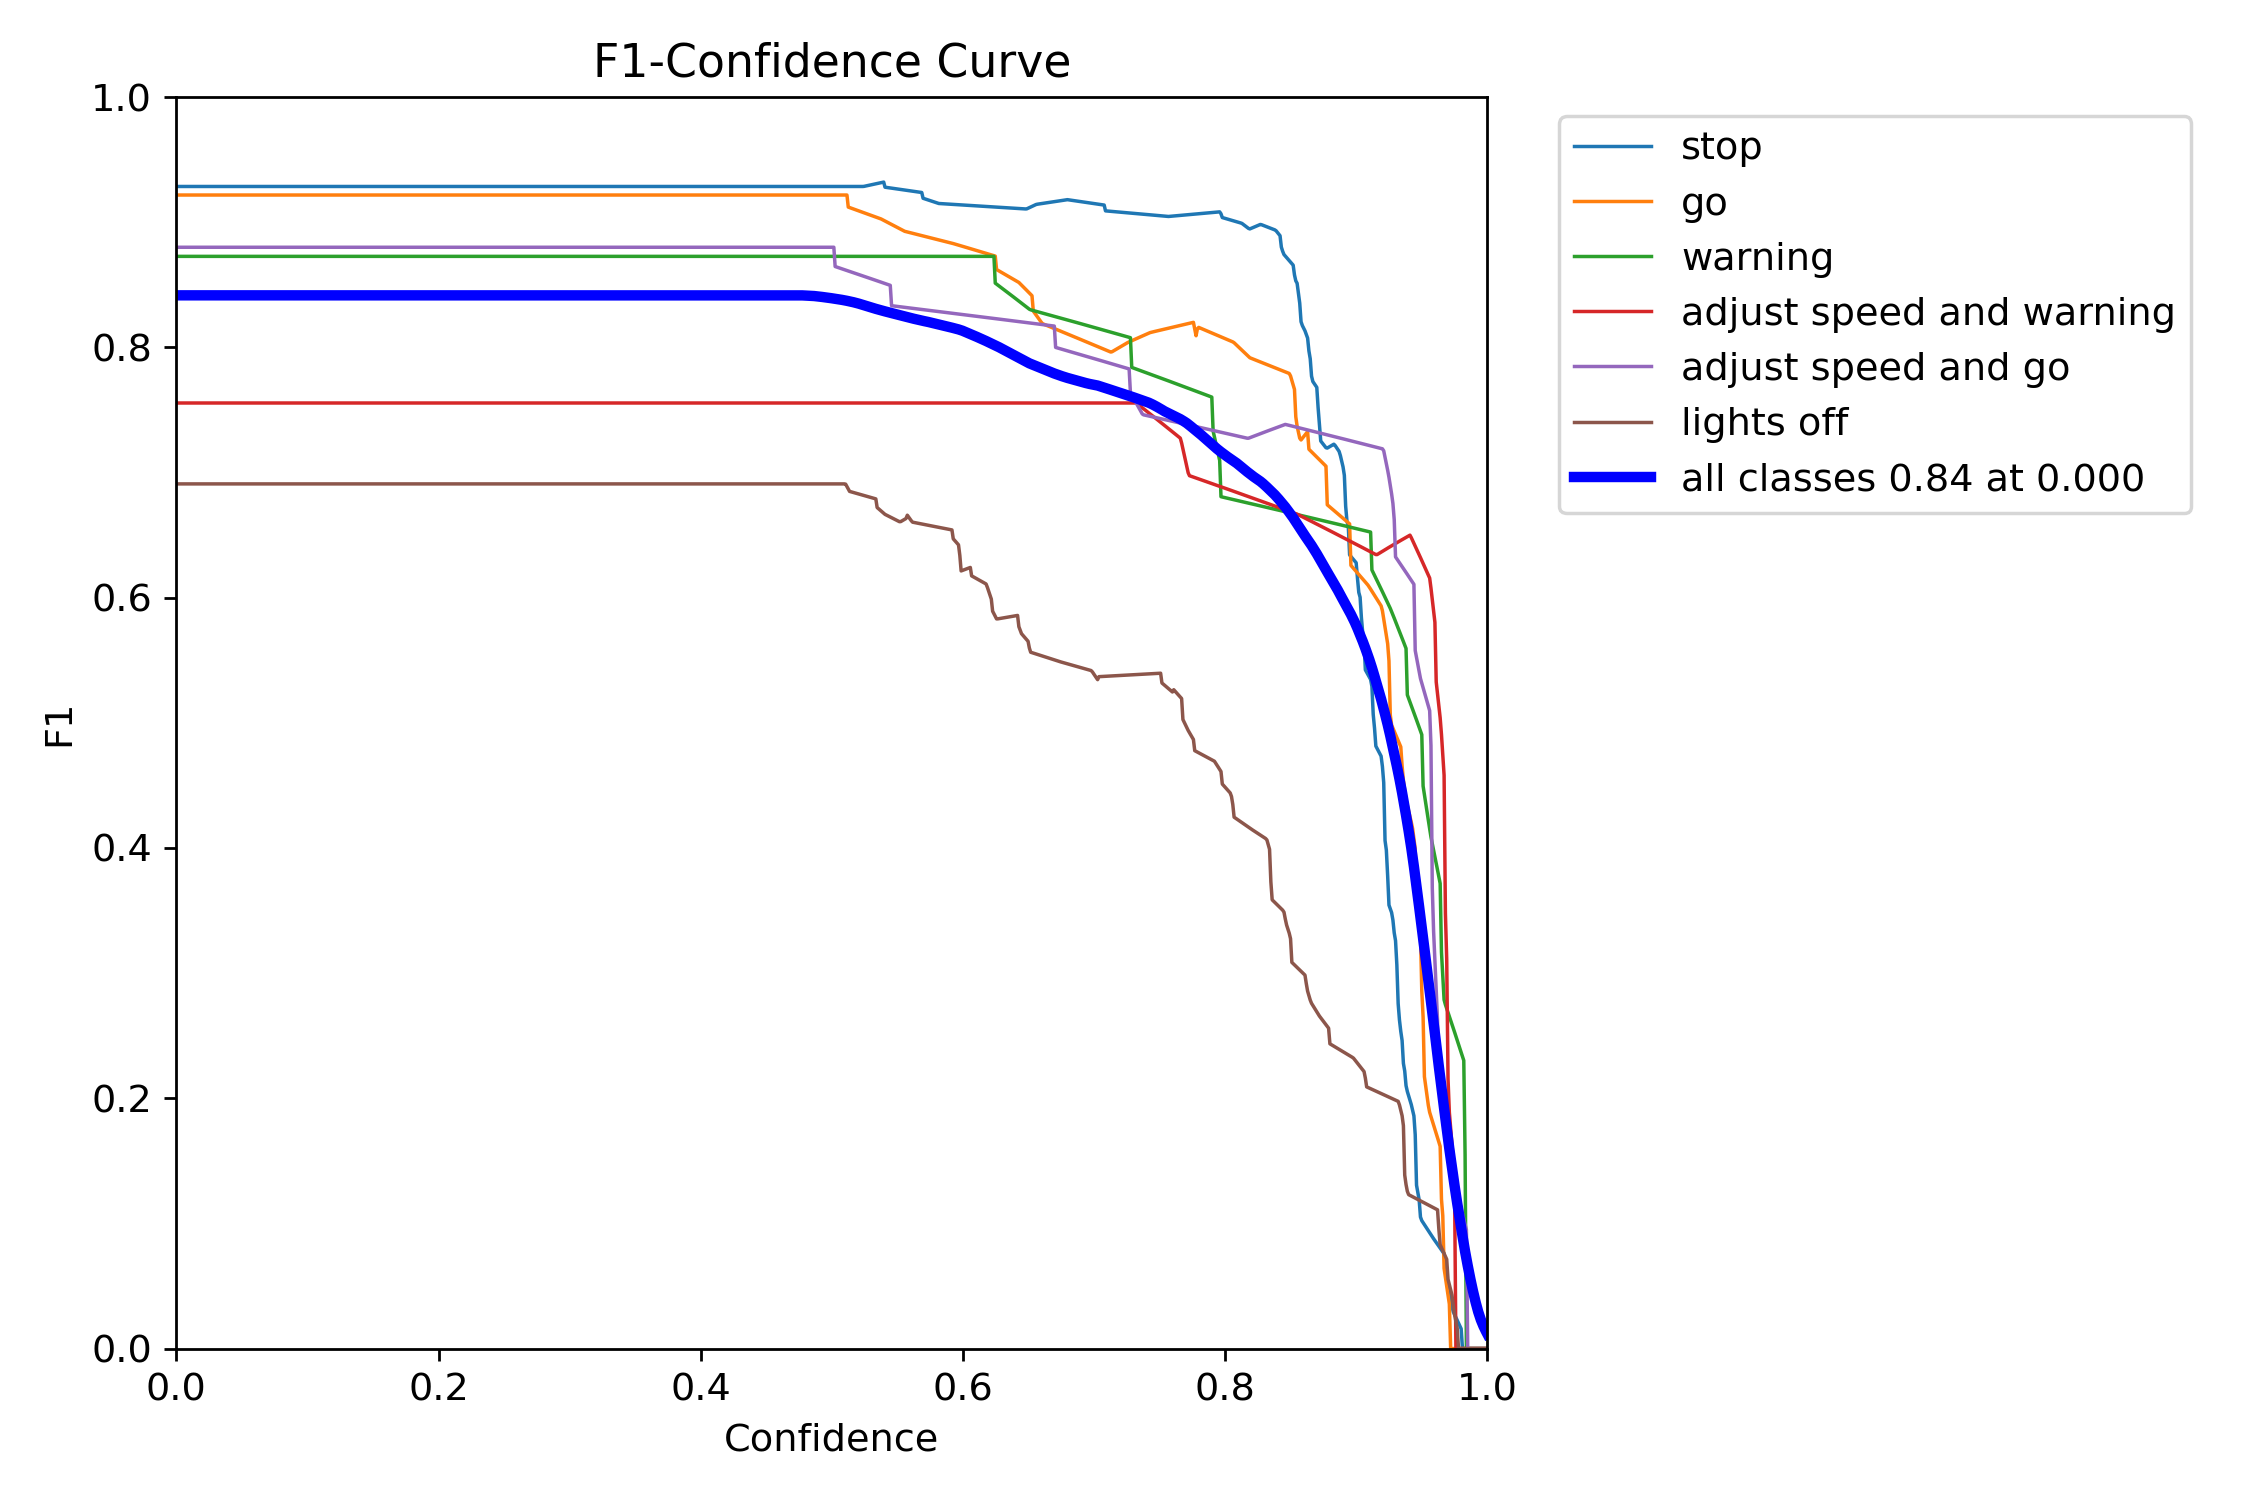 F1-Confidence Curve
1.0
0.8
0.6
0.4
0.2
0.0
F1
0.0 0.2 0.4 0.6 0.8 1.0
Confidence
stop
go
warning
adjust speed and warning
adjust speed and go
lights off
all classes 0.84 at 0.000